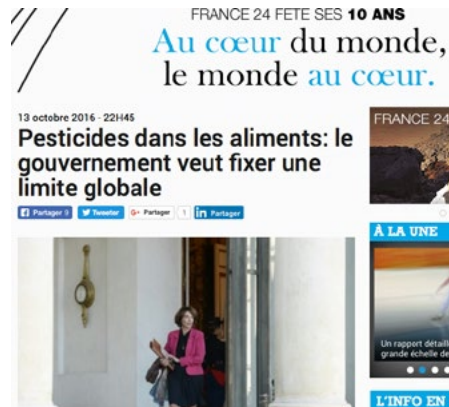 FRANCE 24 FETE SES 10 ANS
Au cœur du monde,
le monde au cœur.
13 octobre 2016 - 22H45
Pesticides dans les aliments: le
gouvernement veut fixer une
limite globale
Partager 9 Tweeter G+ Partager 1 in Partager
FRANCE 24
À LA UNE
Un rapport détaill
grande échelle de
L'INFO EN